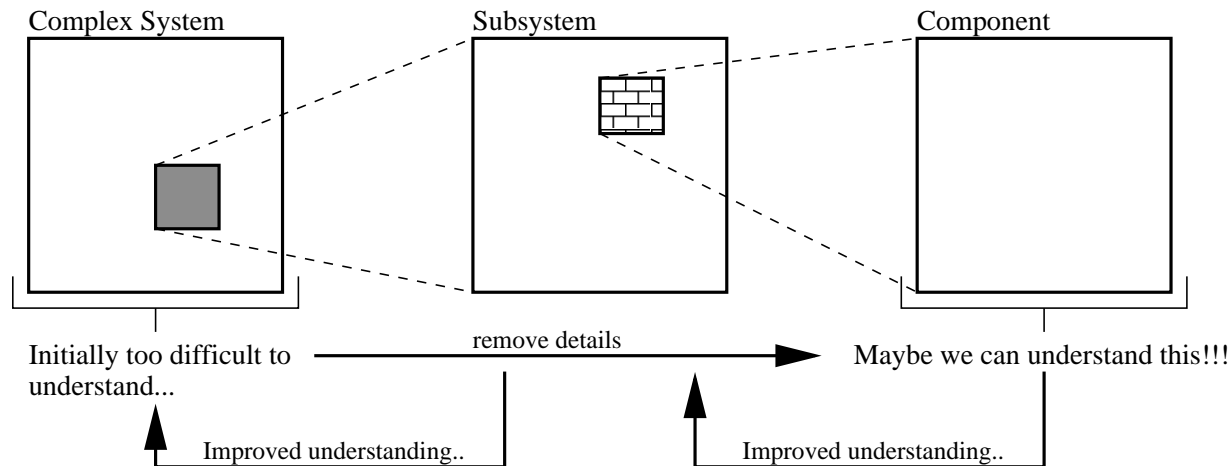 Complex System
Subsystem
Component
remove details
Initially too difficult to
understand...
Maybe we can understand this!!!
Improved understanding..
Improved understanding..